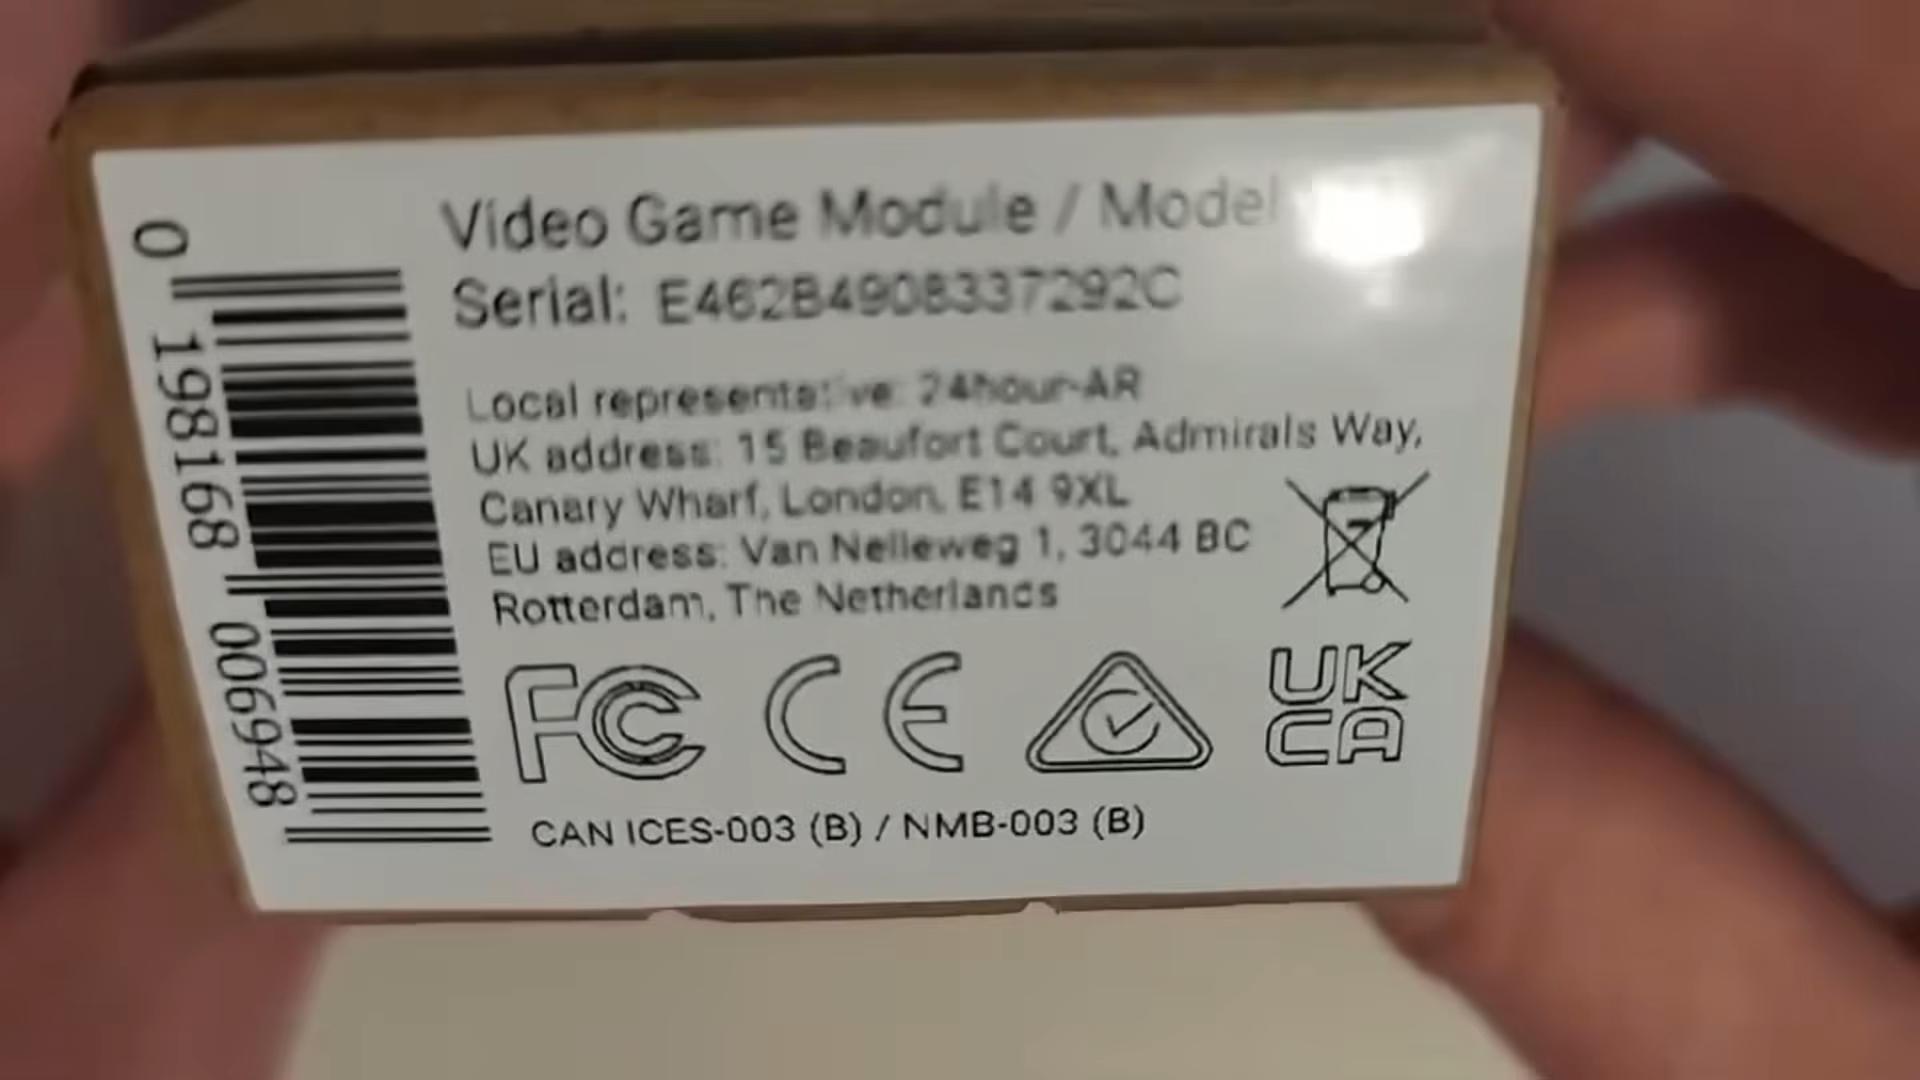 Video Game Module / Model
Serial: E462B4908337292C
Local representative: 24hour-AR
UK address: 15 Beaufort Court, Admirals Way,
Canary Wharf, London, E14 9XL
EU address: Van Nelleweg 1, 3044 BC
Rotterdam, The Netherlands
FC CE UK
CA
CAN ICES-003 (B) / NMB-003 (B)
0 198168 006948